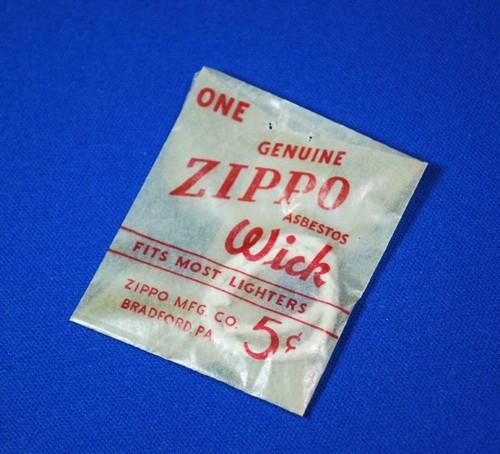 ONE
GENUINE
ZIPPO
ASBESTOS
Wick
FITS MOST LIGHTERS
ZIPPO MFG. CO.
BRADFORD, PA.
5¢